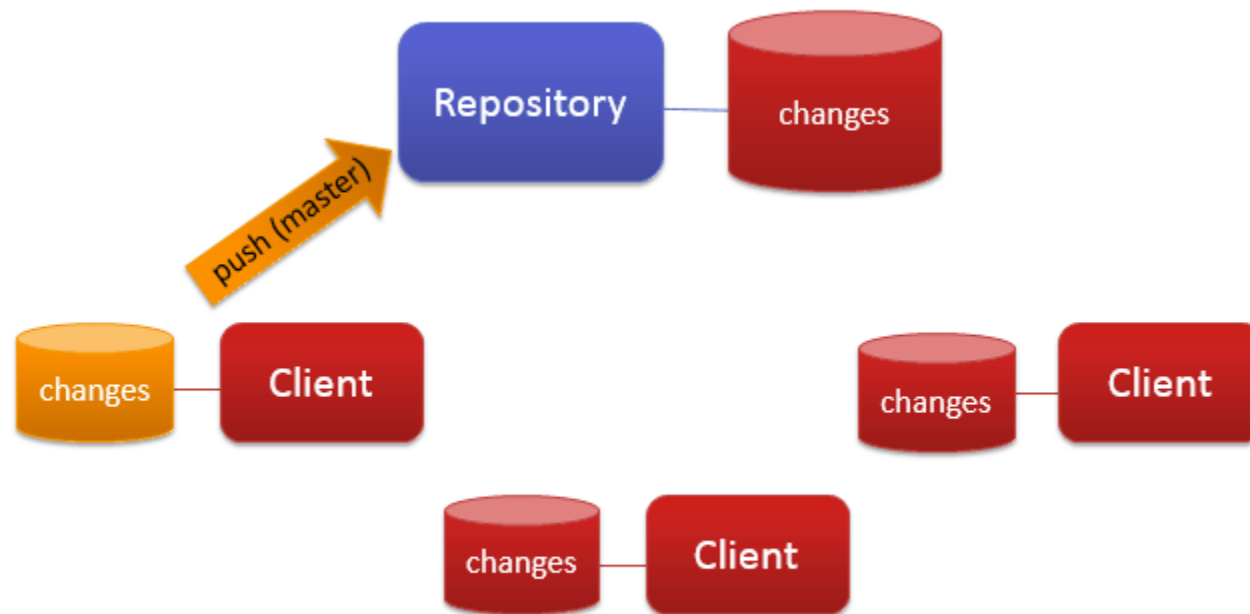 Repository
changes
push (master)
changes
Client
changes
Client
changes
Client